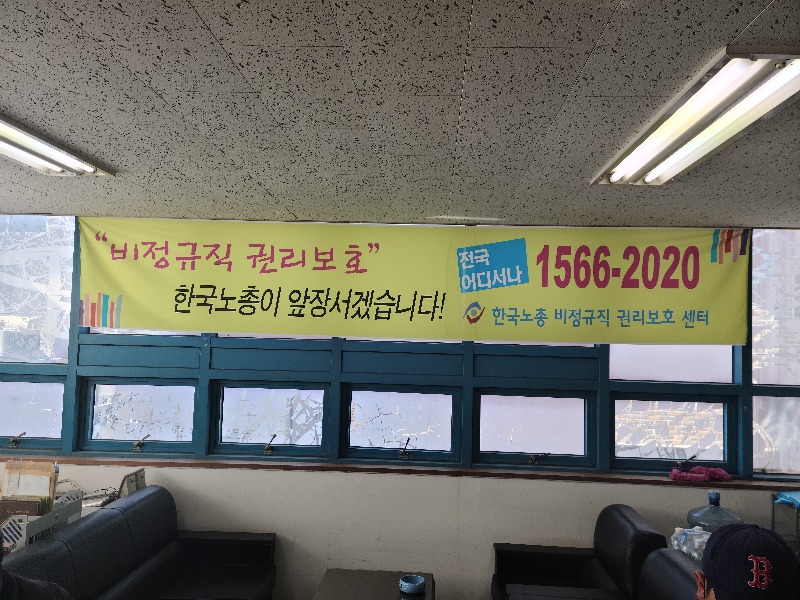 “비정규직 권리보호”
한국노총이 앞장서겠습니다!
전국
어디서나
1566-2020
한국노총 비정규직 권리보호 센터
B